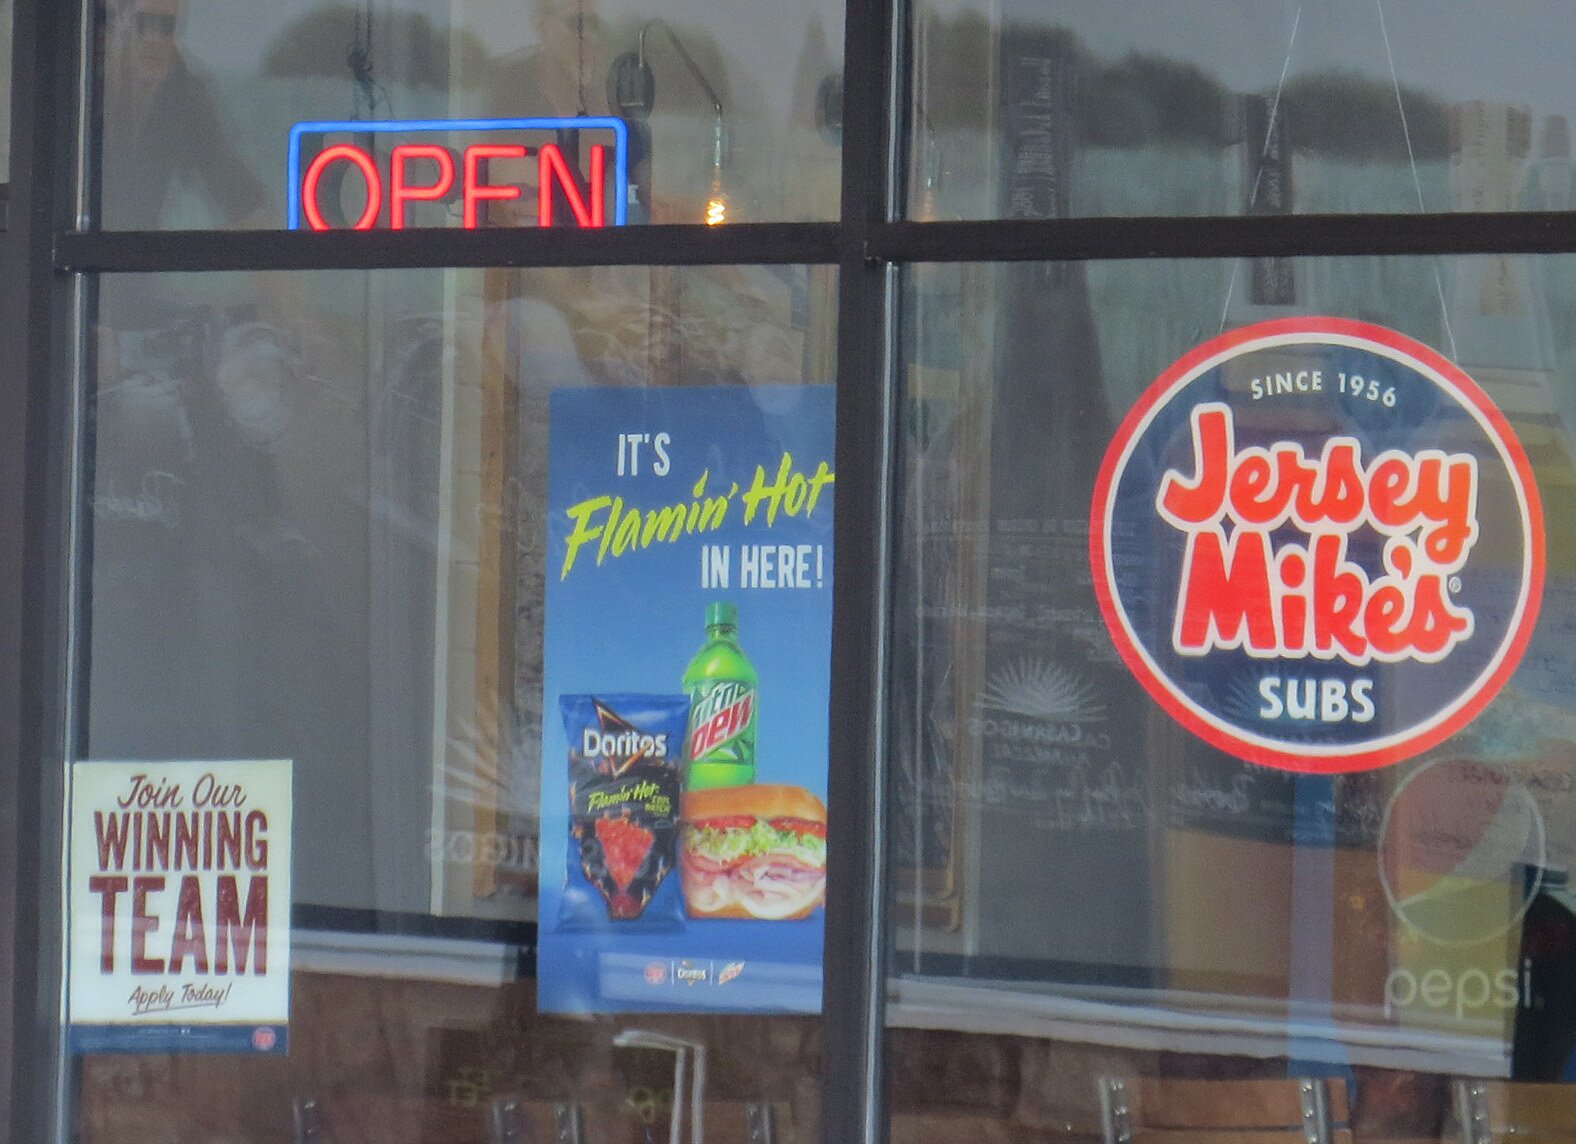 OPEN
IT'S
Flamin' Hot
IN HERE!
Mtn
Dew
Doritos
Flamin' Hot
Doritos
SINCE 1956
Jersey
Mike's®
SUBS
pepsi
Join Our
WINNING
TEAM
Apply Today!